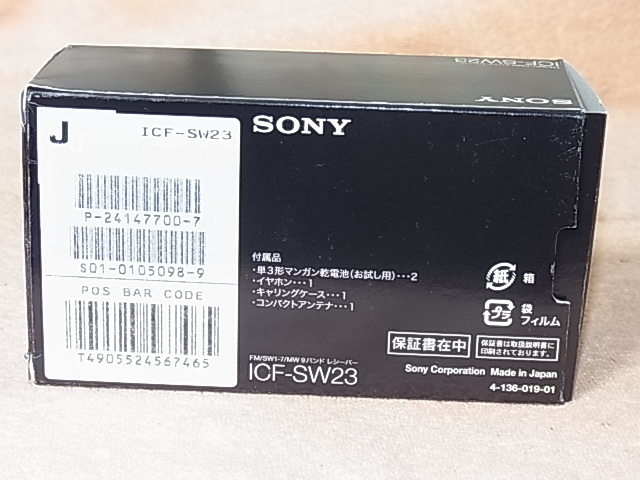 ICF-SW23
SONY
J
ICF-SW23
P-24147700-7
S01-0105098-9
POS BAR CODE
T4905524567465
SONY
付属品
・単3形マンガン乾電池(お試し用)…2
・イヤホン…1
・キャリングケース…1
・コンパクトアンテナ…1
紙 箱
プラ 袋
フィルム
保証書在中
保証書は取扱説明書に
印刷されております。
FM/SW1-7/MW 9バンド レシーバー
ICF-SW23
Sony Corporation Made in Japan
4-136-019-01